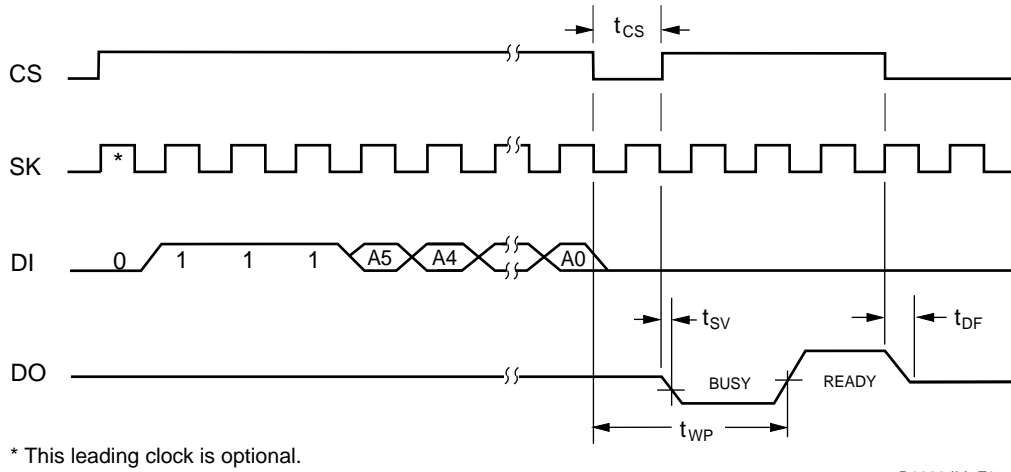 tCS
CS
SK *
DI 0 1 1 1 A5 A4 A0
tSV
tDF
DO BUSY READY
tWP
* This leading clock is optional.